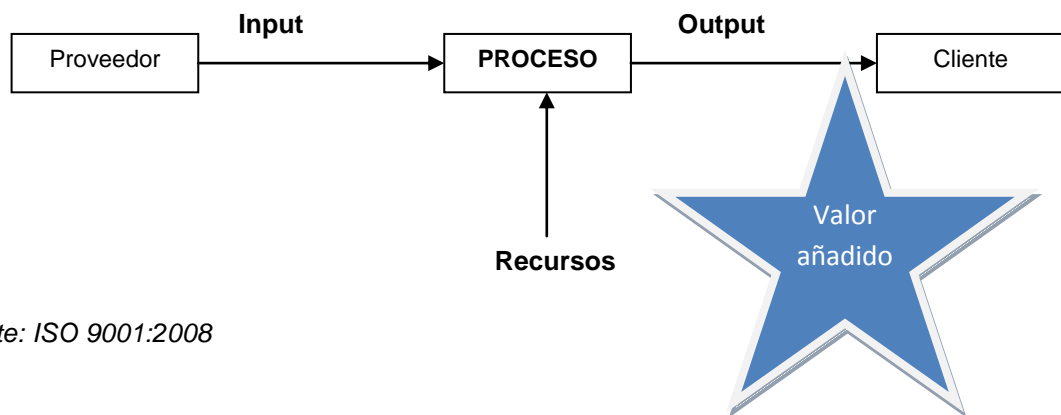 Input Output
Proveedor PROCESO Cliente
Valor
añadido
Recursos
te: ISO 9001:2008